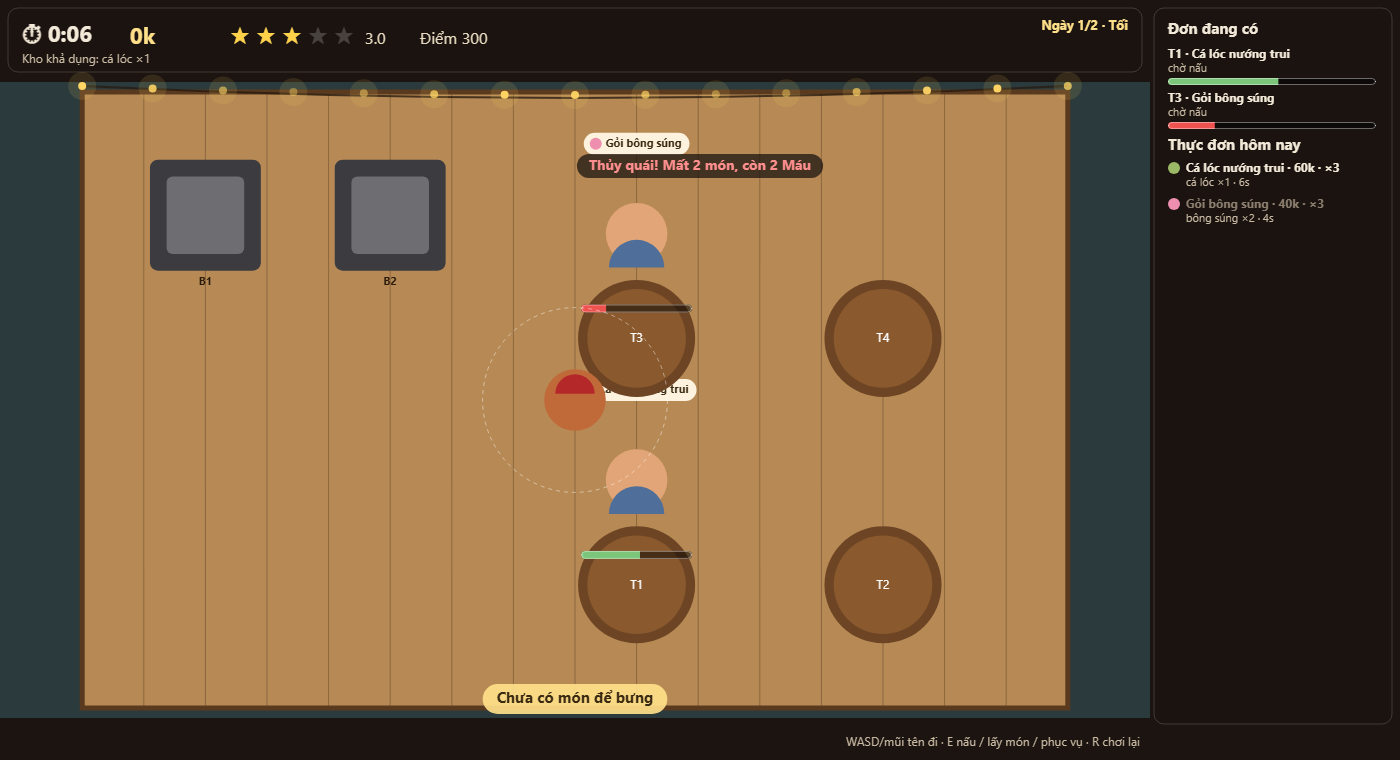 0:06
0k
3.0
Điểm 300
Ngày 1/2 · Tối
Kho khả dụng: cá lóc ×1
Gỏi bông súng
Thủy quái! Mất 2 món, còn 2 Máu
B1
B2
T3
T4
trui
T1
T2
Chưa có món để bưng
WASD/mũi tên đi · E nấu / lấy món / phục vụ · R chơi lại
Đơn đang có
T1 · Cá lóc nướng trui
chờ nấu
T3 · Gỏi bông súng
chờ nấu
Thực đơn hôm nay
Cá lóc nướng trui · 60k · ×3
cá lóc ×1 · 6s
Gỏi bông súng · 40k · ×3
bông súng ×2 · 4s